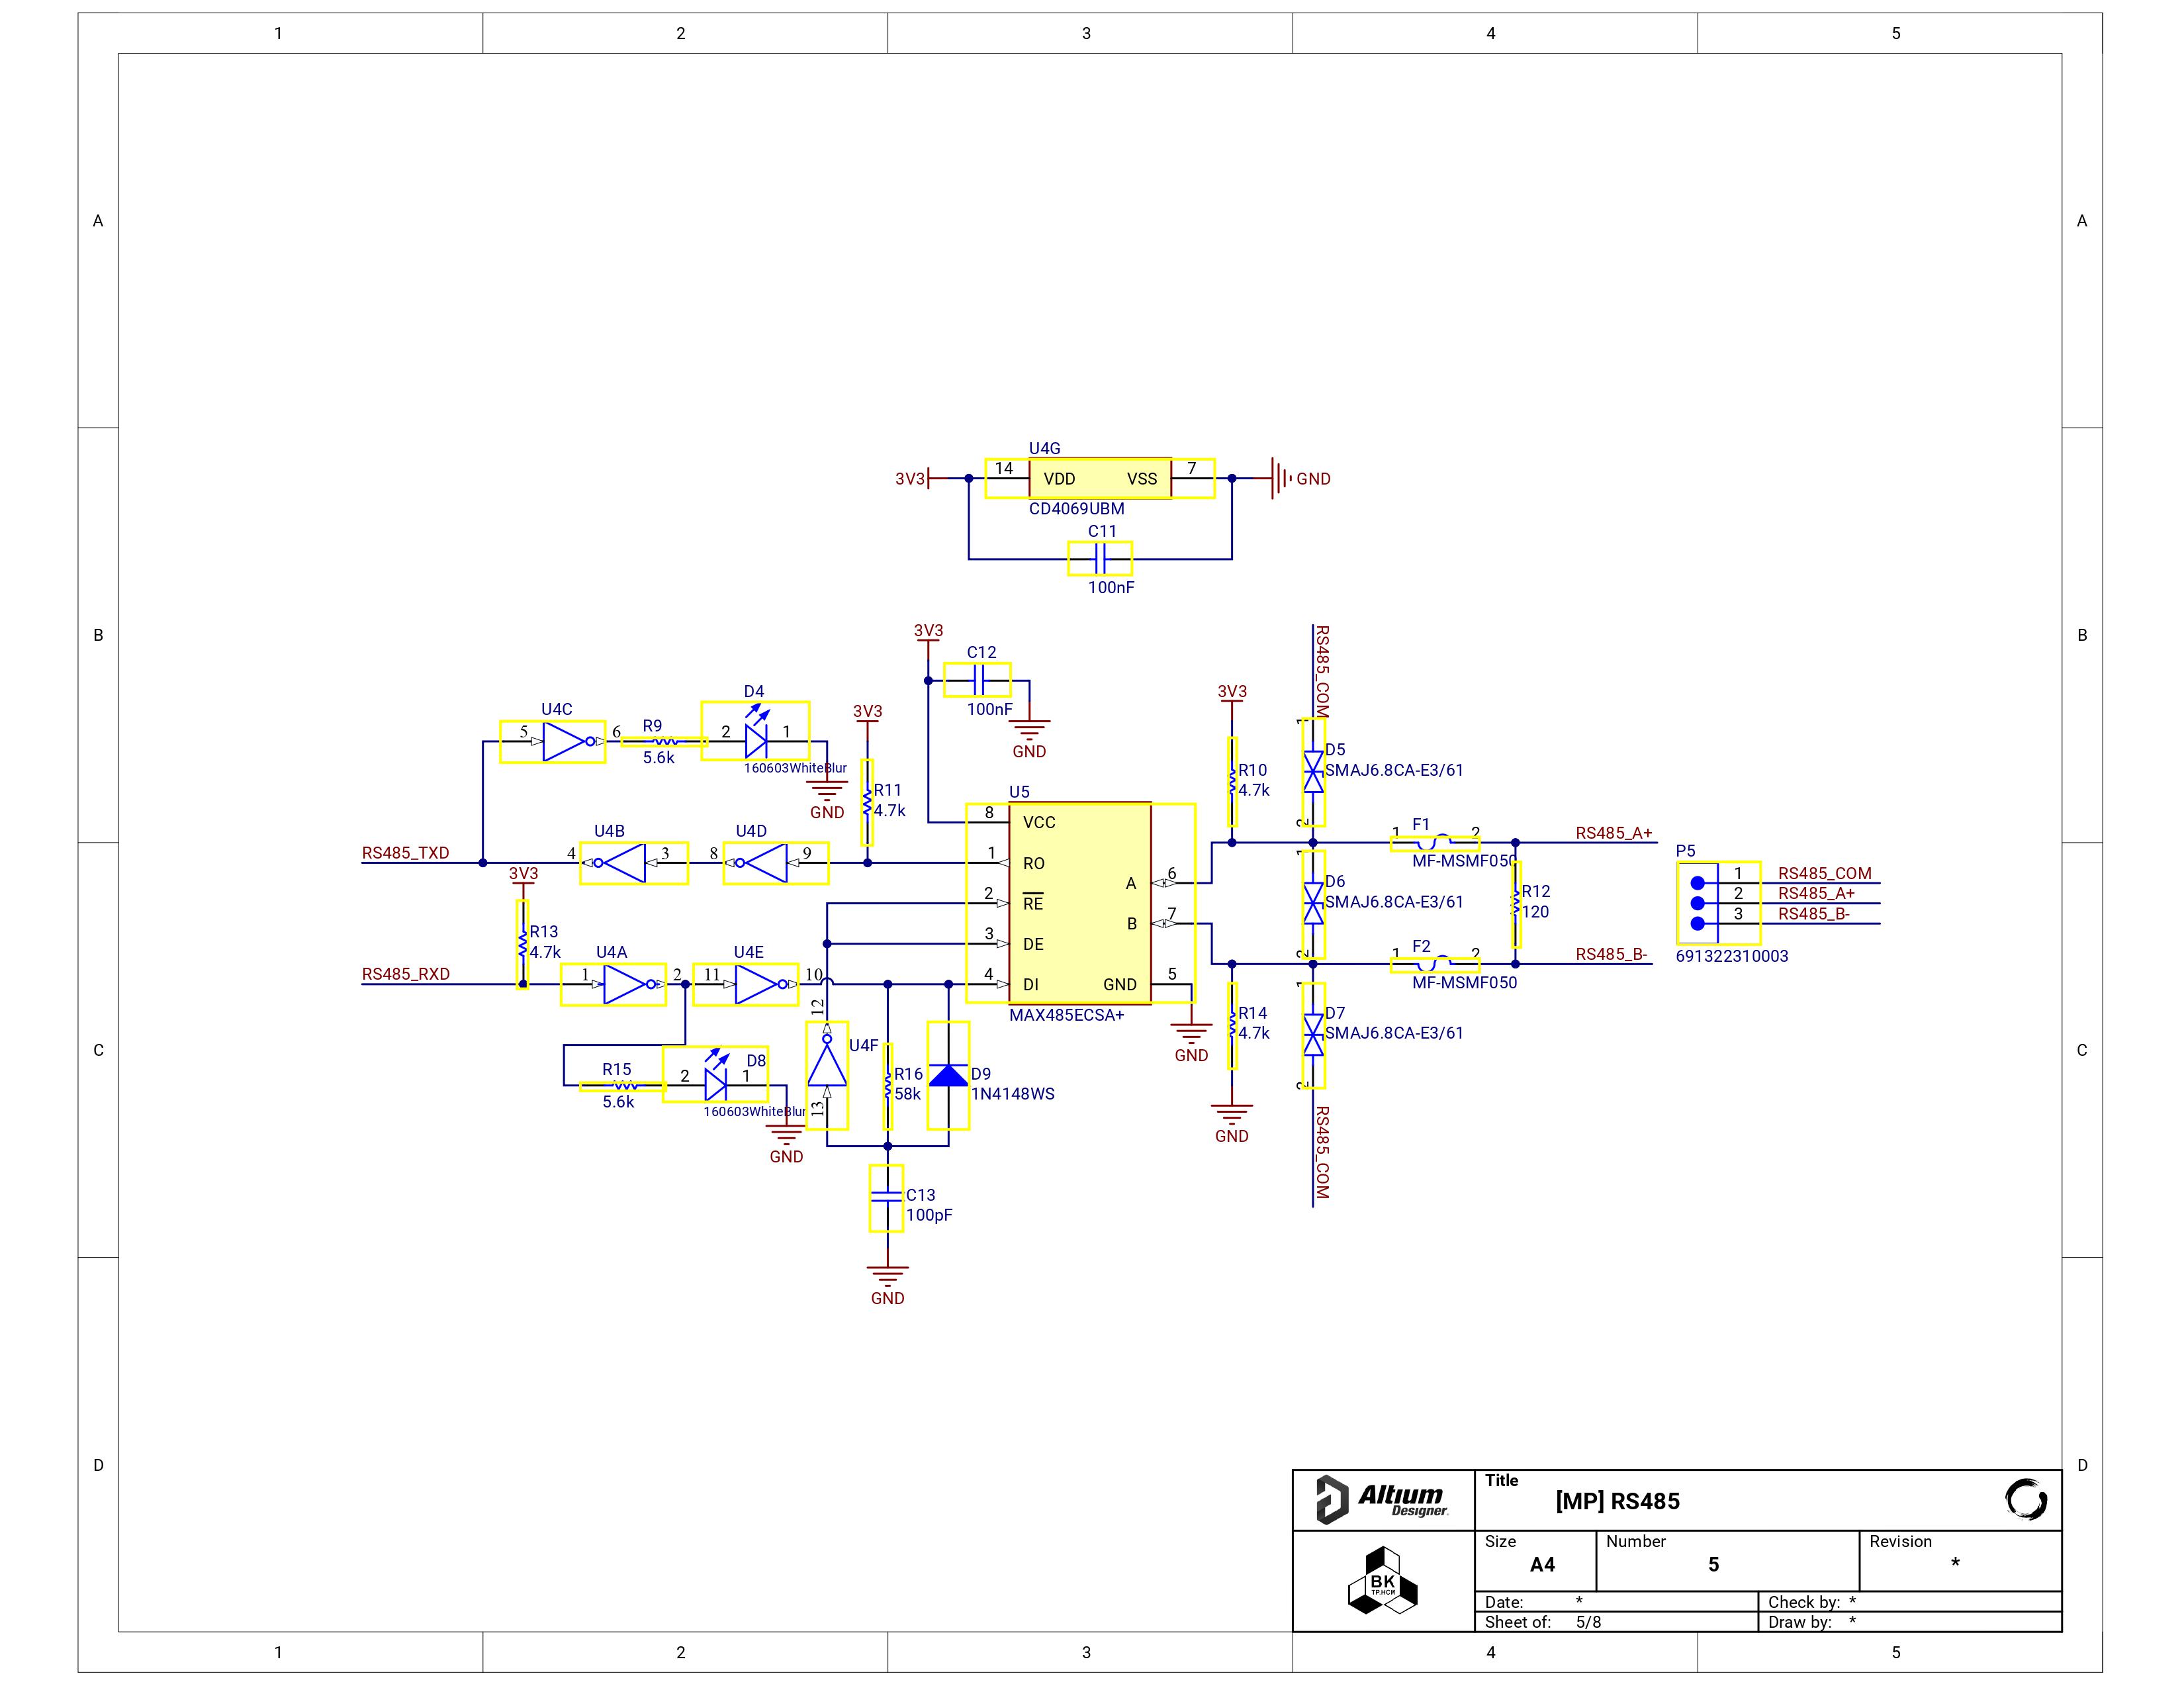 1 2 3 4 5
A A
U4G
3V3 14 VDD VSS 7 GND
CD4069UBM
C11
100nF
B B
3V3
C12
100nF
GND
RS485_COM
U4C
5 6
R9
5.6k
D4
2 1
160603WhiteBlur
GND
3V3
R11
4.7k
3V3
R10
4.7k
1
D5
SMAJ6.8CA-E3/61
2
U5
8 VCC
1 RO
2 RE
3 DE
4 DI
A 6
B 7
GND 5
MAX485ECSA+
GND
RS485_TXD
U4B
4 3
U4D
8 9
3V3
R13
4.7k
RS485_RXD
U4A
1 2
U4E
11 10
F1
1 2
MF-MSMF050
RS485_A+
1
D6
SMAJ6.8CA-E3/61
2
R12
120
F2
1 2
MF-MSMF050
RS485_B-
P5
1 RS485_COM
2 RS485_A+
3 RS485_B-
691322310003
C C
R15
5.6k
D8
2 1
160603WhiteBlur
GND
12
U4F
13
R16
58k
D9
1N4148WS
R14
4.7k
GND
1
D7
SMAJ6.8CA-E3/61
2
RS485_COM
C13
100pF
GND
D D
Altium
Designer
Title
[MP] RS485
BK
TP.HCM
Size
A4
Number
5
Revision
*
Date: *
Check by: *
Sheet of: 5/8
Draw by: *
1 2 3 4 5